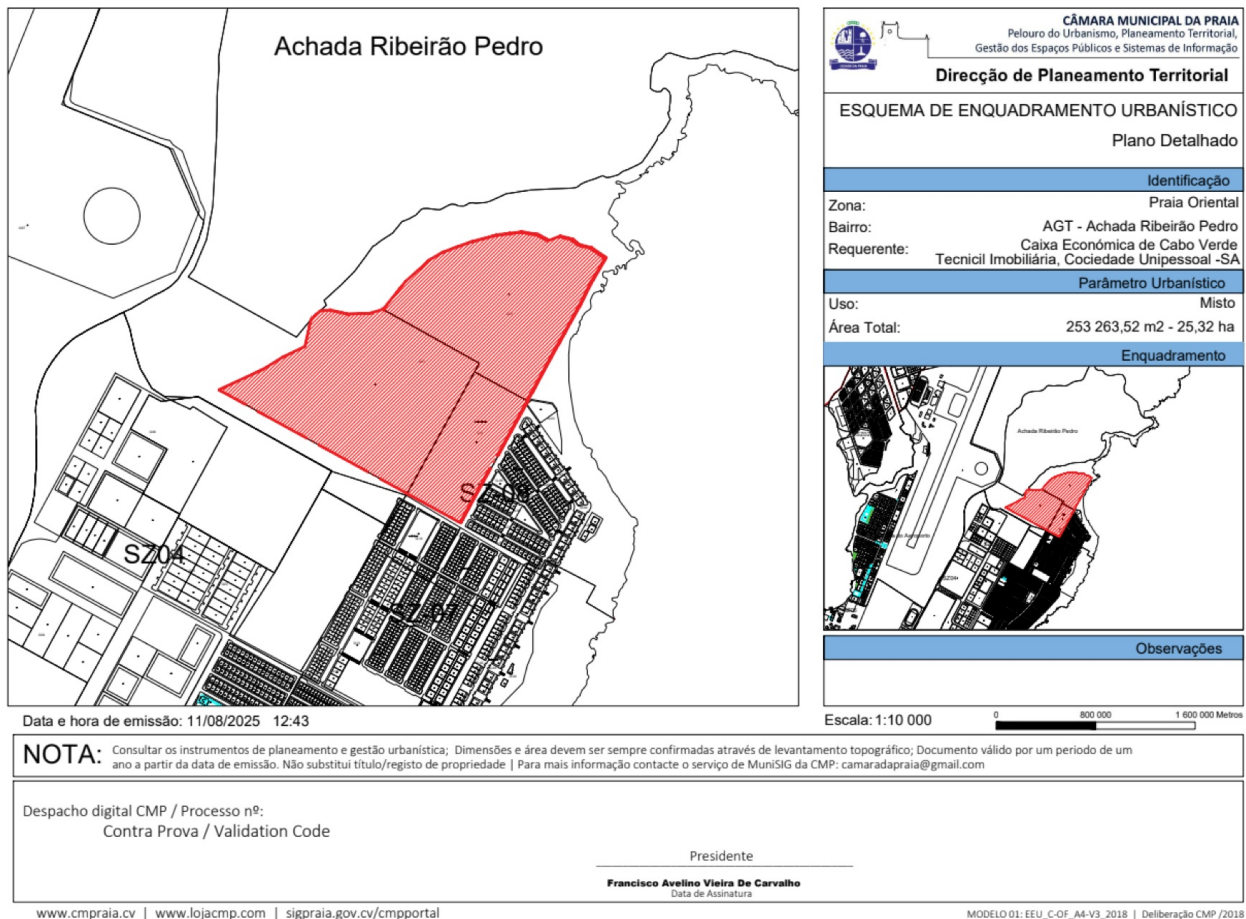 Achada Ribeirão Pedro
SZ-08
SZ04
SZ-07
Data e hora de emissão: 11/08/2025 12:43
CÂMARA MUNICIPAL DA PRAIA
Pelouro do Urbanismo, Planeamento Territorial,
Gestão dos Espaços Públicos e Sistemas de Informação
Direcção de Planeamento Territorial
ESQUEMA DE ENQUADRAMENTO URBANÍSTICO
Plano Detalhado
Identificação
Zona: Praia Oriental
Bairro: AGT - Achada Ribeirão Pedro
Requerente: Caixa Económica de Cabo Verde
Tecnicil Imobiliária, Cociedade Unipessoal -SA
Parâmetro Urbanístico
Uso: Misto
Área Total: 253 263,52 m2 - 25,32 ha
Enquadramento
Achada Ribeirão Pedro
SZ04
Observações
Escala: 1:10 000
0 800 000 1 600 000 Metros
NOTA: Consultar os instrumentos de planeamento e gestão urbanística; Dimensões e área devem ser sempre confirmadas através de levantamento topográfico; Documento válido por um periodo de um
ano a partir da data de emissão. Não substitui título/registo de propriedade | Para mais informação contacte o serviço de MuniSIG da CMP: camaradapraia@gmail.com
Despacho digital CMP / Processo nº:
Contra Prova / Validation Code
Presidente
Francisco Avelino Vieira De Carvalho
Data de Assinatura
www.cmpraia.cv | www.lojacmp.com | sigpraia.gov.cv/cmpportal
MODELO 01: EEU_C-OF_A4-V3_2018 | Deliberação CMP /2018